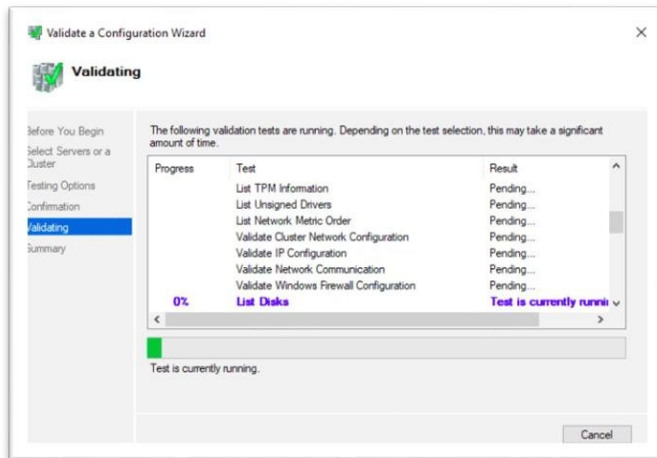 Validate a Configuration Wizard
Validating
Before You Begin
Select Servers or a
Cluster
Testing Options
Confirmation
Validating
Summary
The following validation tests are running. Depending on the test selection, this may take a significant
amount of time.
Progress Test Result
List TPM Information Pending...
List Unsigned Drivers Pending...
List Network Metric Order Pending...
Validate Cluster Network Configuration Pending...
Validate IP Configuration Pending...
Validate Network Communication Pending...
Validate Windows Firewall Configuration Pending...
0% List Disks Test is currently runnin
Test is currently running.
Cancel